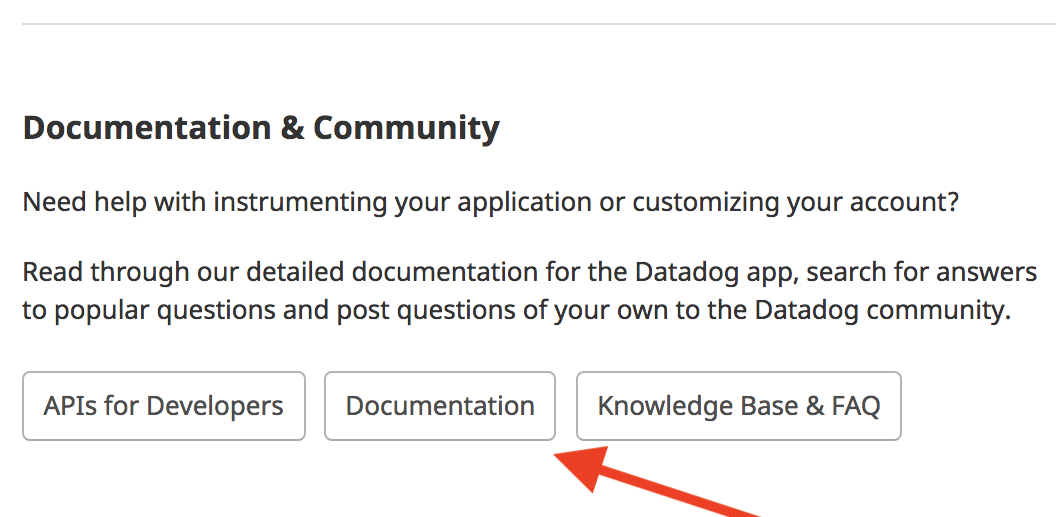 Documentation & Community
Need help with instrumenting your application or customizing your account?
Read through our detailed documentation for the Datadog app, search for answers
to popular questions and post questions of your own to the Datadog community.
APIs for Developers
Documentation
Knowledge Base & FAQ